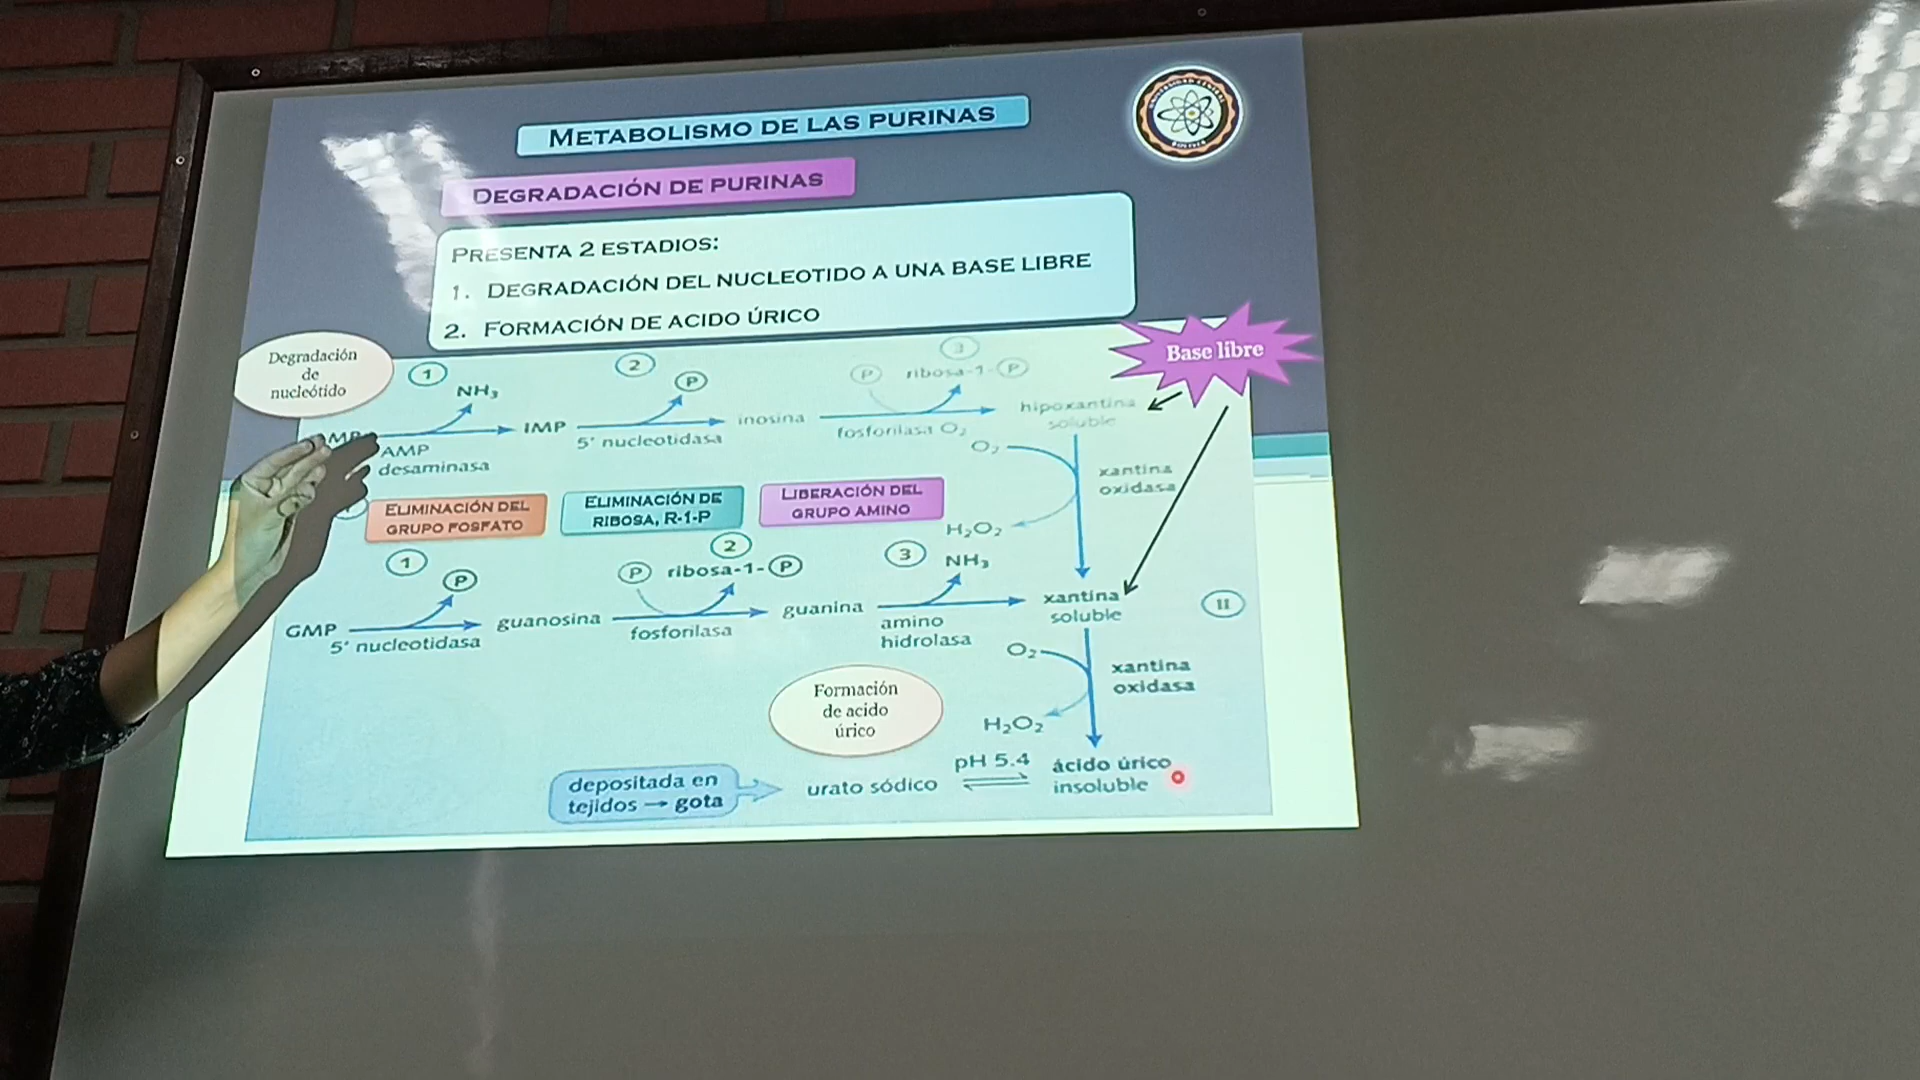 METABOLISMO DE LAS PURINAS
DEGRADACIÓN DE PURINAS
PRESENTA 2 ESTADIOS:
1. DEGRADACIÓN DEL NUCLEOTIDO A UNA BASE LIBRE
2. FORMACIÓN DE ACIDO ÚRICO
Base libre
Degradación
de
nucleótido
1
NH₃
2
P
3
P ribosa-1-P
IMP
5' nucleotidasa
inosina
fosforilasa O₂
hipoxantina
soluble
AMP
desaminasa
O₂
xantina
oxidasa
H₂O₂
ELIMINACIÓN DEL
GRUPO FOSFATO
ELIMINACIÓN DE
RIBOSA, R-1-P
LIBERACIÓN DEL
GRUPO AMINO
1
P
2
P ribosa-1-P
3
NH₃
GMP
5' nucleotidasa
guanosina
fosforilasa
guanina
amino
hidrolasa
xantina
soluble
II
O₂
xantina
oxidasa
H₂O₂
Formación
de acido
úrico
depositada en
tejidos → gota
urato sódico
pH 5.4
ácido úrico
insoluble